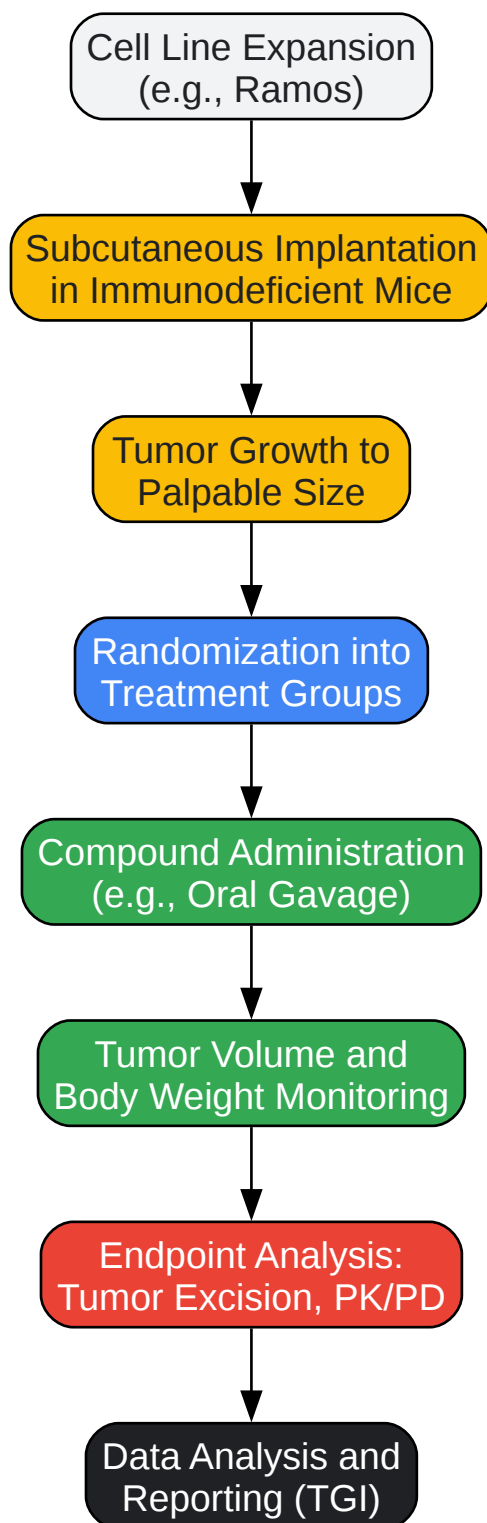 Cell Line Expansion
(e.g., Ramos)
Subcutaneous Implantation
in Immunodeficient Mice
Tumor Growth to
Palpable Size
Randomization into
Treatment Groups
Compound Administration
(e.g., Oral Gavage)
Tumor Volume and
Body Weight Monitoring
Endpoint Analysis:
Tumor Excision, PK/PD
Data Analysis and
Reporting (TGI)